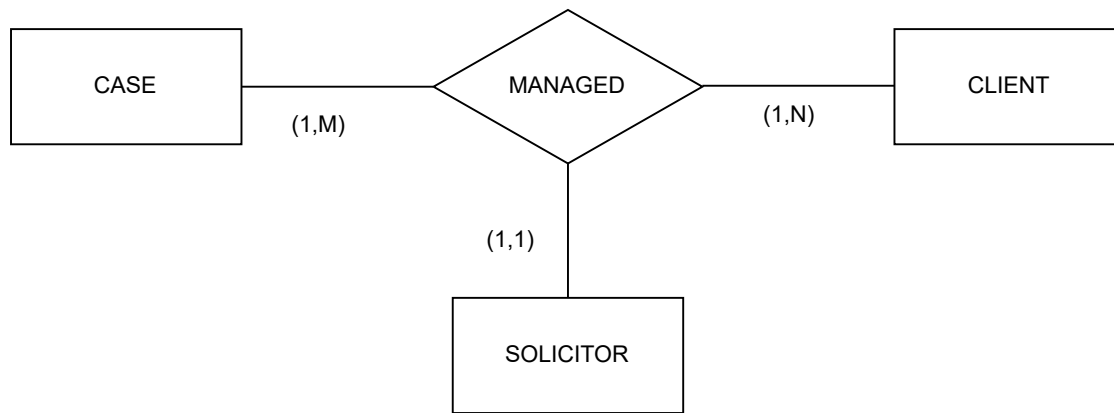 CASE
MANAGED
CLIENT
(1,M)
(1,N)
(1,1)
SOLICITOR